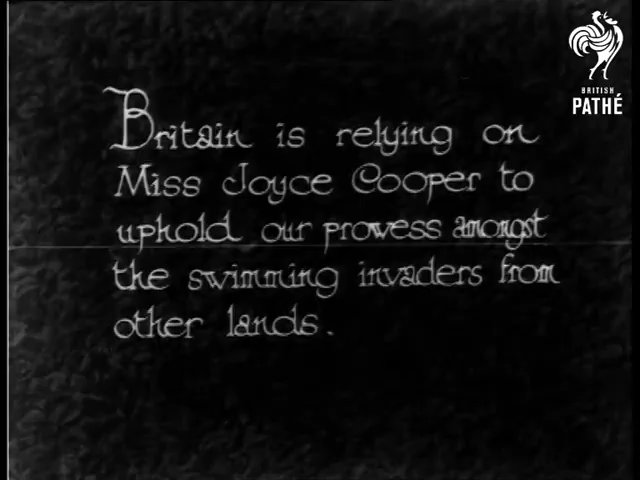 BRITISH
PATHÉ
Britain is relying on
Miss Joyce Cooper to
uphold our prowess amongst
the swimming invaders from
other lands.